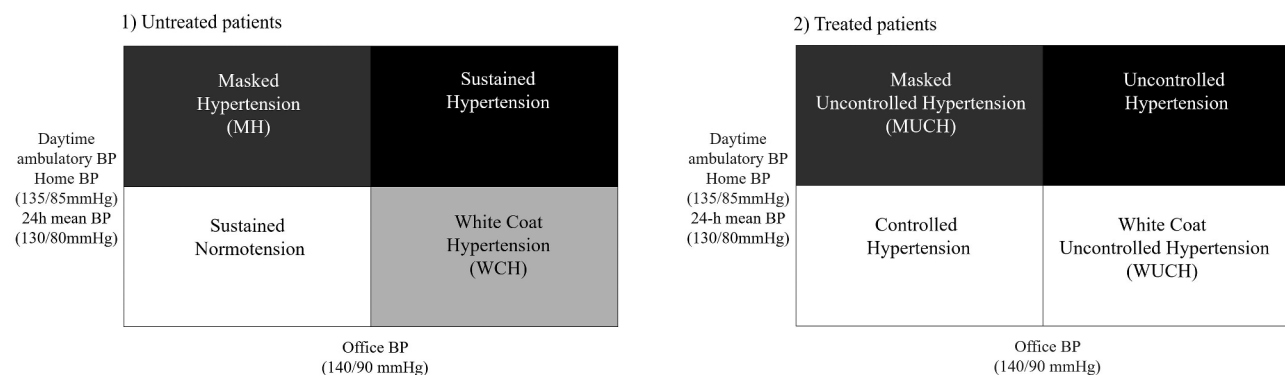 1) Untreated patients
Masked
Hypertension
(MH)
Sustained
Hypertension
Daytime
ambulatory BP
Home BP
(135/85mmHg)
24h mean BP
(130/80mmHg)
Sustained
Normotension
White Coat
Hypertension
(WCH)
Office BP
(140/90 mmHg)
2) Treated patients
Masked
Uncontrolled Hypertension
(MUCH)
Uncontrolled
Hypertension
Daytime
ambulatory BP
Home BP
(135/85mmHg)
24-h mean BP
(130/80mmHg)
Controlled
Hypertension
White Coat
Uncontrolled Hypertension
(WUCH)
Office BP
(140/90 mmHg)